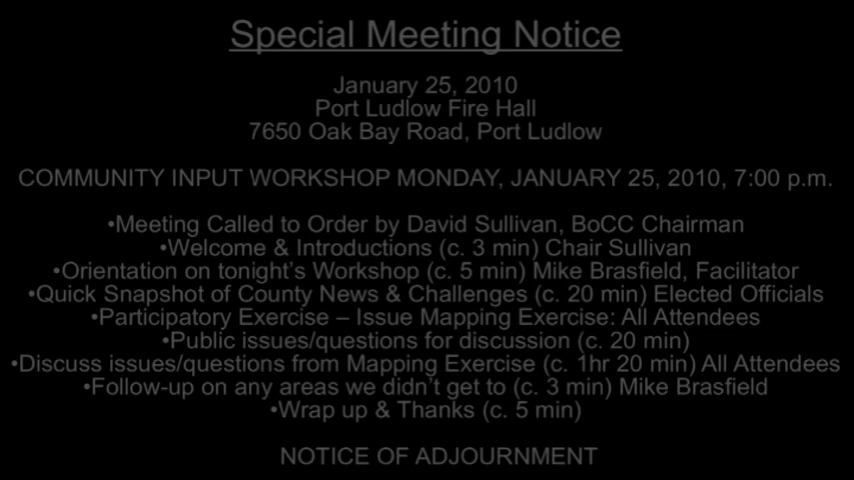 Special Meeting Notice
January 25, 2010
Port Ludlow Fire Hall
7650 Oak Bay Road, Port Ludlow
COMMUNITY INPUT WORKSHOP MONDAY, JANUARY 25, 2010, 7:00 p.m.
•Meeting Called to Order by David Sullivan, BoCC Chairman
•Welcome & Introductions (c. 3 min) Chair Sullivan
•Orientation on tonight’s Workshop (c. 5 min) Mike Brasfield, Facilitator
•Quick Snapshot of County News & Challenges (c. 20 min) Elected Officials
•Participatory Exercise – Issue Mapping Exercise: All Attendees
•Public issues/questions for discussion (c. 20 min)
•Discuss issues/questions from Mapping Exercise (c. 1hr 20 min) All Attendees
•Follow-up on any areas we didn’t get to (c. 3 min) Mike Brasfield
•Wrap up & Thanks (c. 5 min)
NOTICE OF ADJOURNMENT